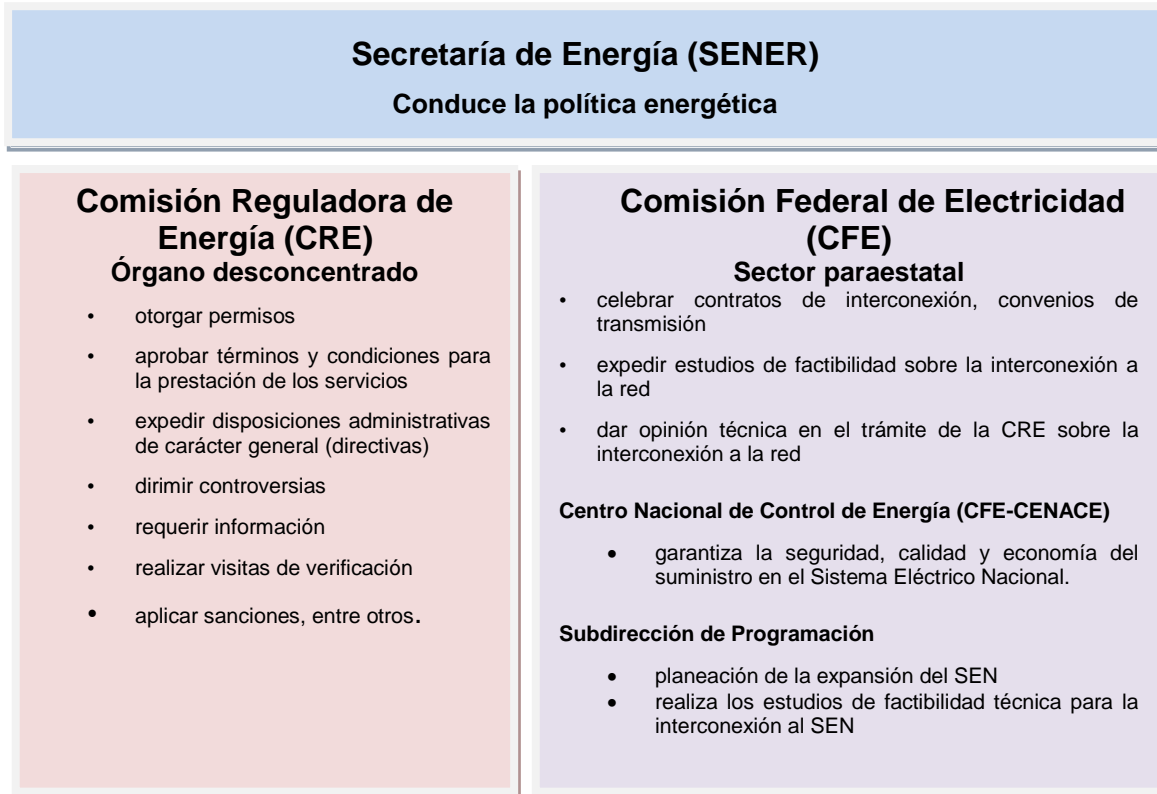 Secretaría de Energía (SENER)
Conduce la política energética
Comisión Reguladora de
Energía (CRE)
Órgano desconcentrado
• otorgar permisos
• aprobar términos y condiciones para
la prestación de los servicios
• expedir disposiciones administrativas
de carácter general (directivas)
• dirimir controversias
• requerir información
• realizar visitas de verificación
• aplicar sanciones, entre otros.
Comisión Federal de Electricidad
(CFE)
Sector paraestatal
• celebrar contratos de interconexión, convenios de
transmisión
• expedir estudios de factibilidad sobre la interconexión a
la red
• dar opinión técnica en el trámite de la CRE sobre la
interconexión a la red
Centro Nacional de Control de Energía (CFE-CENACE)
• garantiza la seguridad, calidad y economía del
suministro en el Sistema Eléctrico Nacional.
Subdirección de Programación
• planeación de la expansión del SEN
• realiza los estudios de factibilidad técnica para la
interconexión al SEN